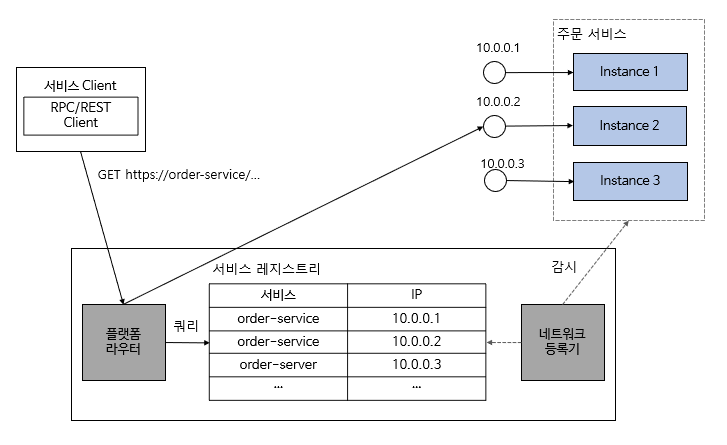 주문 서비스
10.0.0.1
Instance 1
10.0.0.2
Instance 2
10.0.0.3
Instance 3
서비스 Client
RPC/REST
Client
GET https://order-service/...
감시
서비스 레지스트리
서비스 IP
order-service 10.0.0.1
order-service 10.0.0.2
order-server 10.0.0.3
... ...
플랫폼
라우터
쿼리
네트워크
등록기